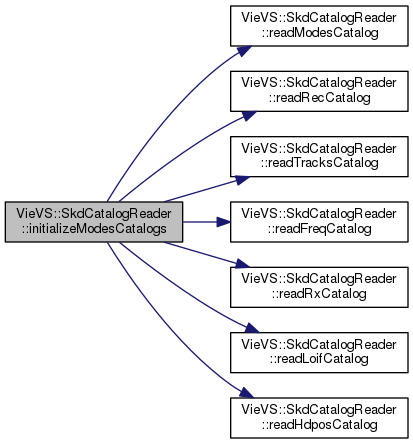 VieVS::SkdCatalogReader
::readModesCatalog
VieVS::SkdCatalogReader
::readRecCatalog
VieVS::SkdCatalogReader
::readTracksCatalog
VieVS::SkdCatalogReader
::initializeModesCatalogs
VieVS::SkdCatalogReader
::readFreqCatalog
VieVS::SkdCatalogReader
::readRxCatalog
VieVS::SkdCatalogReader
::readLoifCatalog
VieVS::SkdCatalogReader
::readHdposCatalog